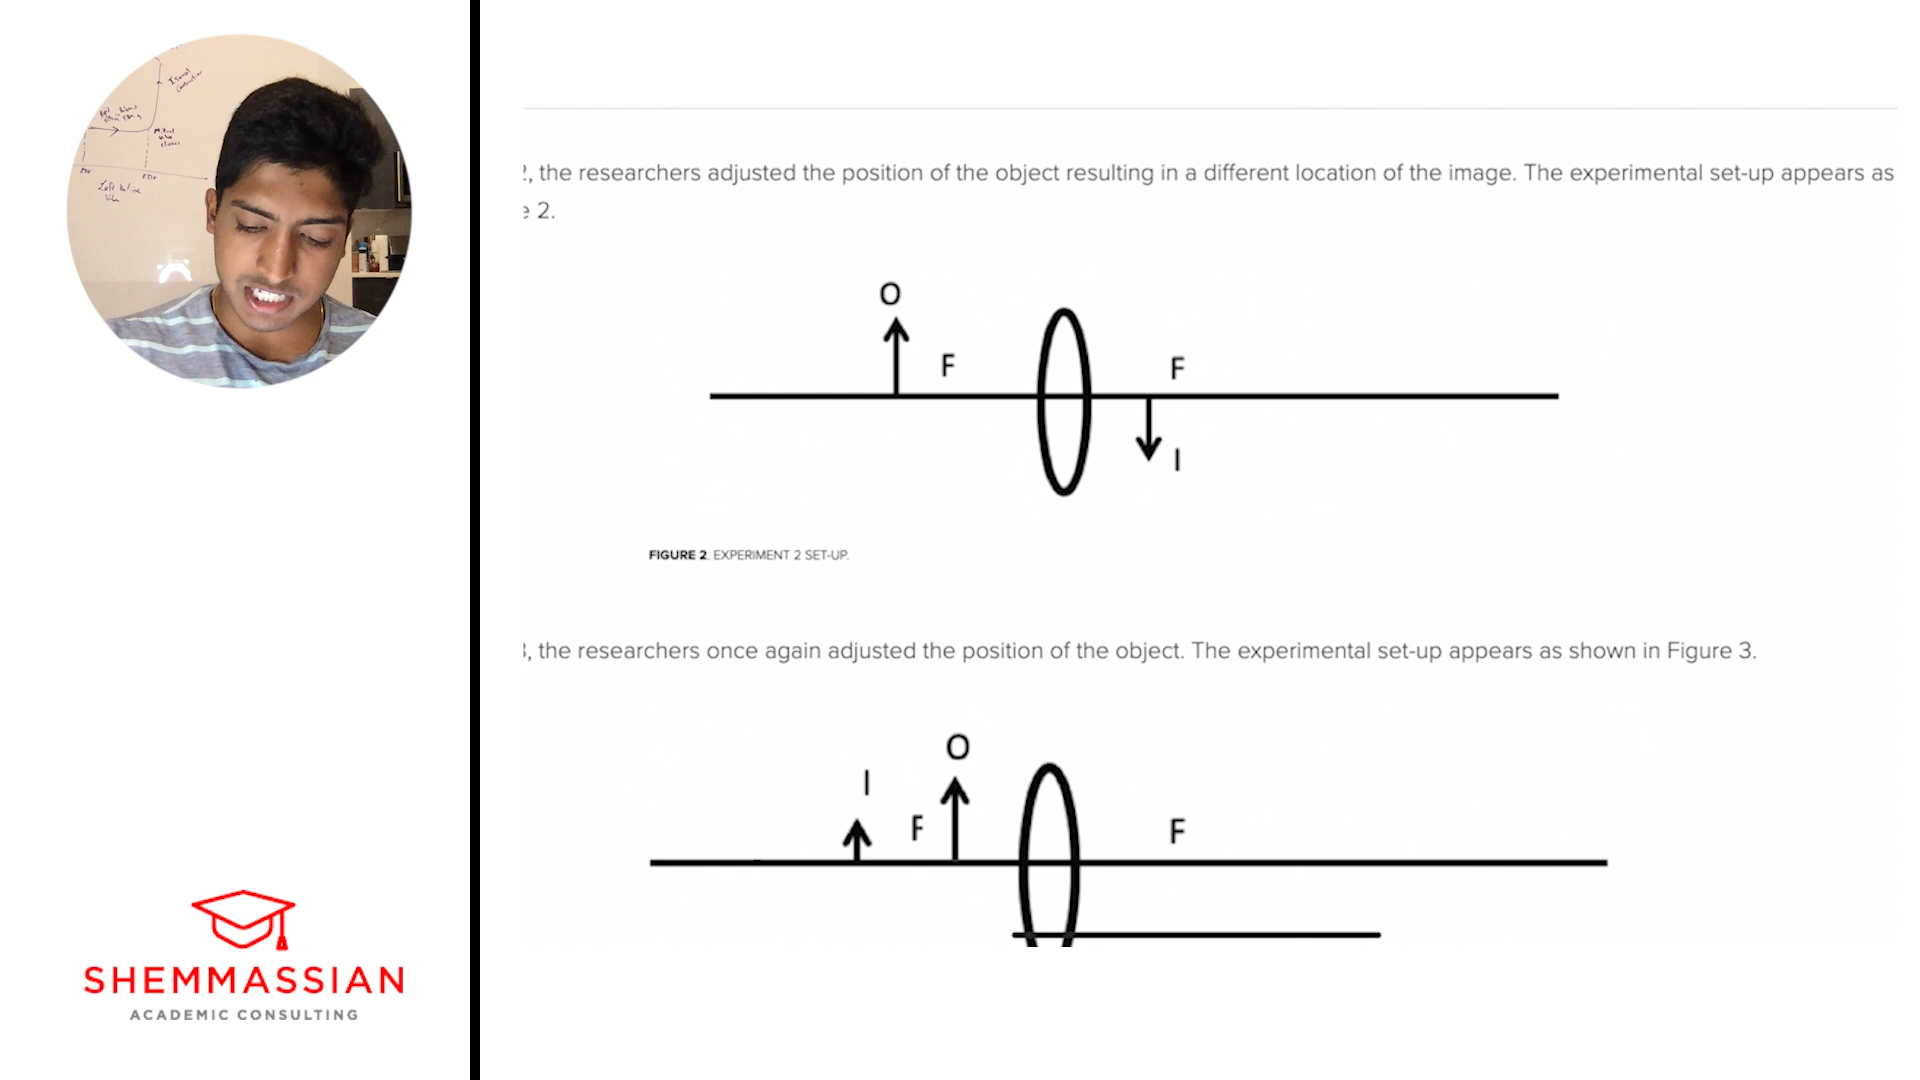 2, the researchers adjusted the position of the object resulting in a different location of the image. The experimental set-up appears as
e 2.
O
F
F
I
FIGURE 2. EXPERIMENT 2 SET-UP.
3, the researchers once again adjusted the position of the object. The experimental set-up appears as shown in Figure 3.
O
I
F
F
SHEMMASSIAN
ACADEMIC CONSULTING